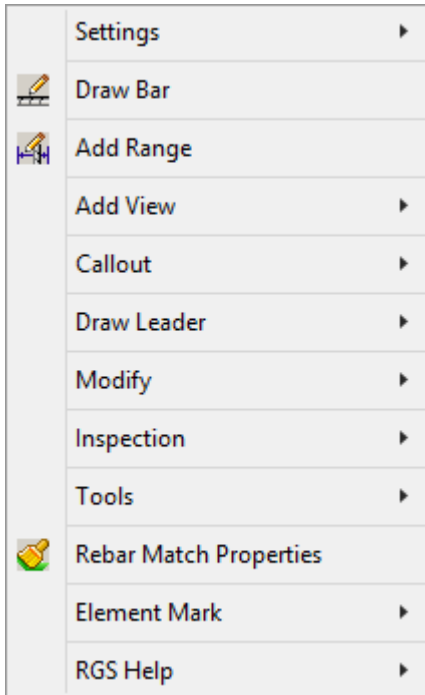 Settings
Draw Bar
Add Range
Add View
Callout
Draw Leader
Modify
Inspection
Tools
Rebar Match Properties
Element Mark
RGS Help